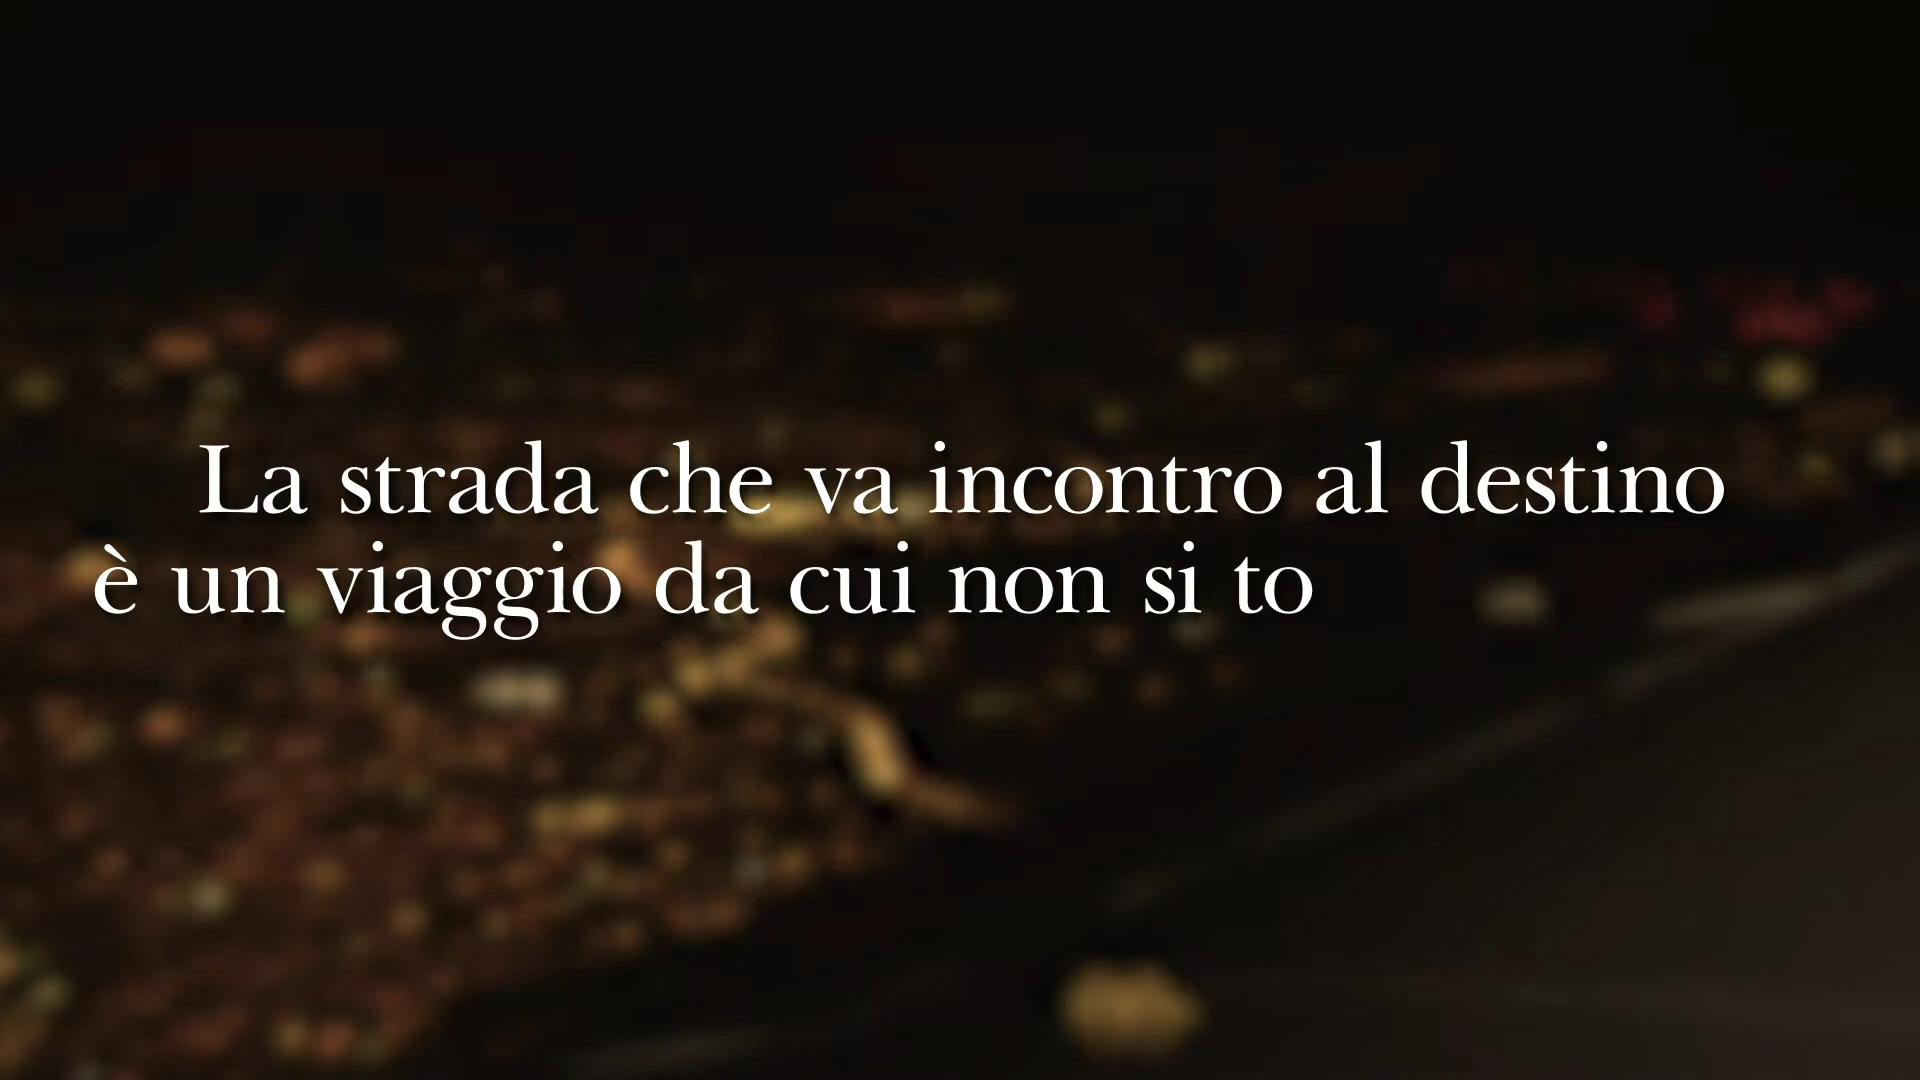 La strada che va incontro al destino
è un viaggio da cui non si to